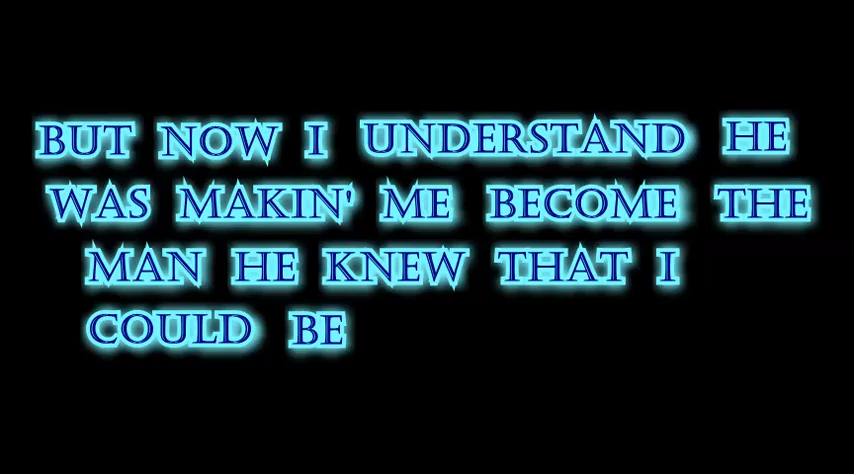 BUT NOW I UNDERSTAND HE
WAS MAKIN' ME BECOME THE
MAN HE KNEW THAT I
COULD BE